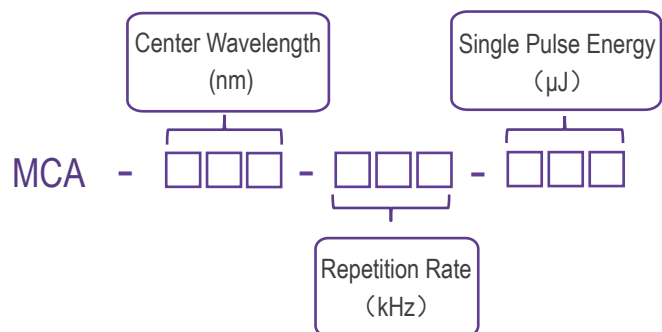 Center Wavelength
(nm)
Single Pulse Energy
（μJ）
MCA - □□□ - □□□ - □□□
Repetition Rate
（kHz）